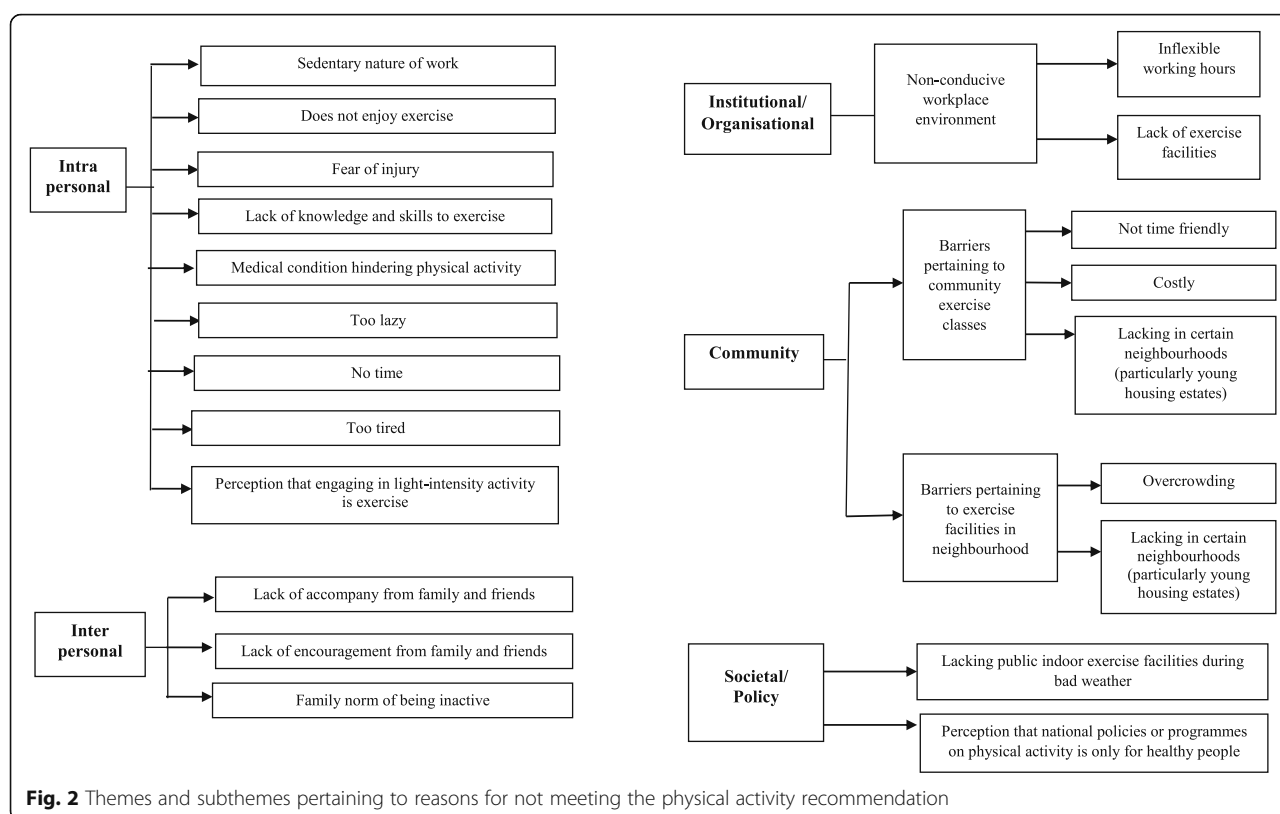 Intra
personal
Sedentary nature of work
Does not enjoy exercise
Fear of injury
Lack of knowledge and skills to exercise
Medical condition hindering physical activity
Too lazy
No time
Too tired
Perception that engaging in light-intensity activity
is exercise
Inter
personal
Lack of accompany from family and friends
Lack of encouragement from family and friends
Family norm of being inactive
Institutional/
Organisational
Non-conducive
workplace
environment
Inflexible
working hours
Lack of exercise
facilities
Community
Barriers
pertaining to
community
exercise
classes
Not time friendly
Costly
Lacking in certain
neighbourhoods
(particularly young
housing estates)
Barriers pertaining
to exercise
facilities in
neighbourhood
Overcrowding
Lacking in certain
neighbourhoods
(particularly young
housing estates)
Societal/
Policy
Lacking public indoor exercise facilities during
bad weather
Perception that national policies or programmes
on physical activity is only for healthy people
Fig. 2 Themes and subthemes pertaining to reasons for not meeting the physical activity recommendation